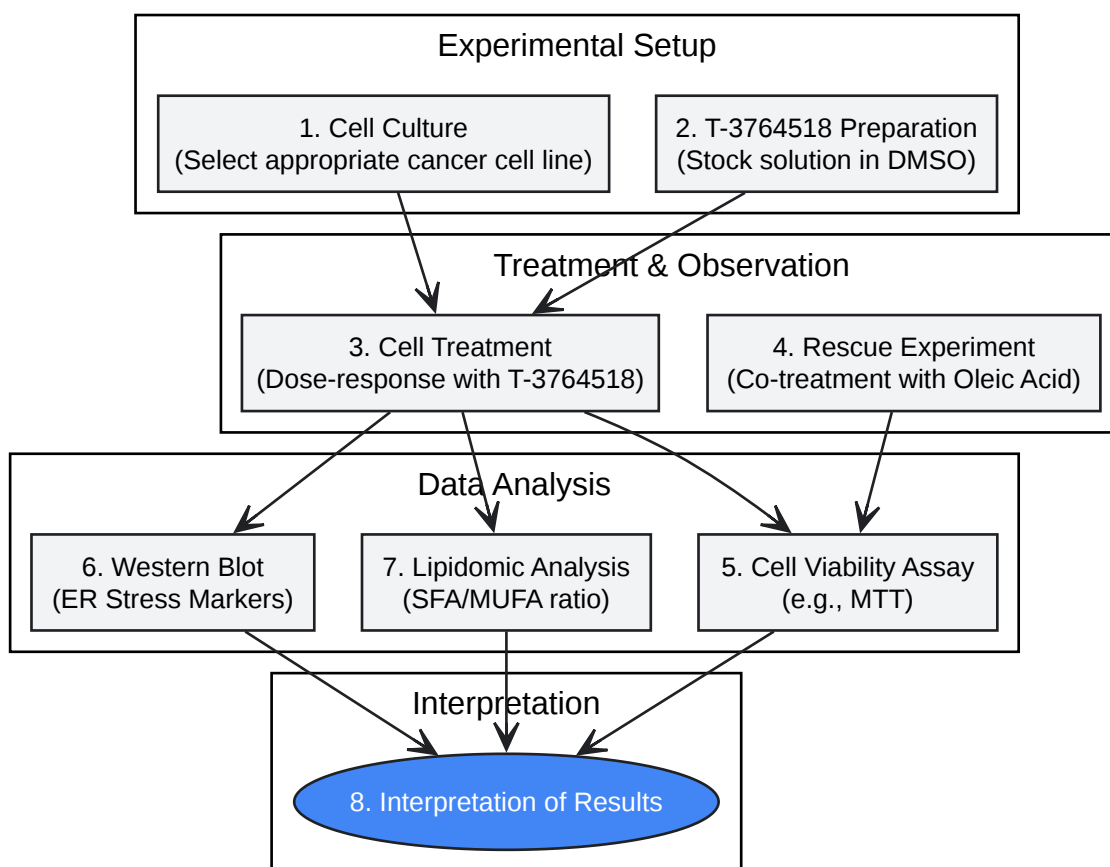 Experimental Setup
1. Cell Culture
(Select appropriate cancer cell line)
2. T-3764518 Preparation
(Stock solution in DMSO)
Treatment & Observation
3. Cell Treatment
(Dose-response with T-3764518)
4. Rescue Experiment
(Co-treatment with Oleic Acid)
Data Analysis
6. Western Blot
(ER Stress Markers)
7. Lipidomic Analysis
(SFA/MUFA ratio)
5. Cell Viability Assay
(e.g., MTT)
Interpretation
8. Interpretation of Results